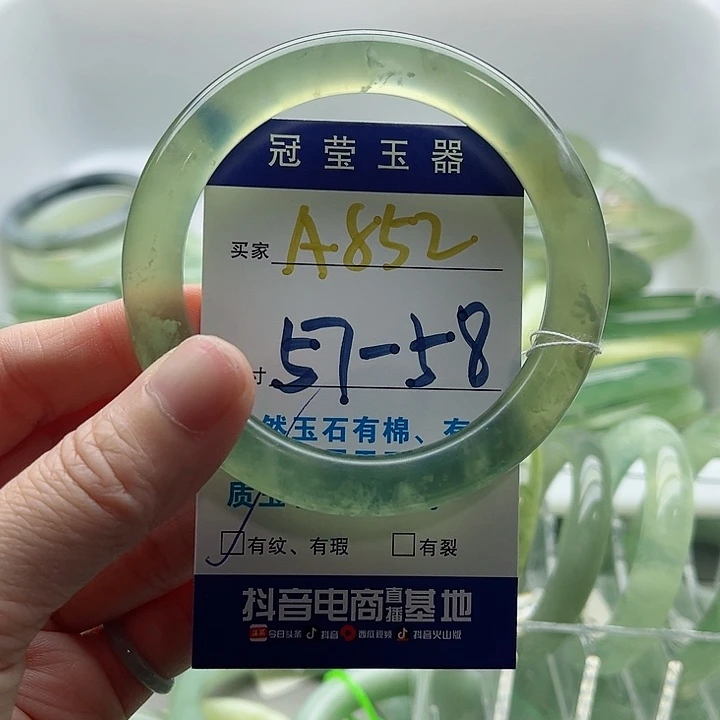 冠莹玉器
买家 A852
寸 57-58
然玉石有棉、有
质玉
☑有纹、有瑕 ☐有裂
抖音电商直播基地
今日头条 抖音 西瓜视频 抖音火山版